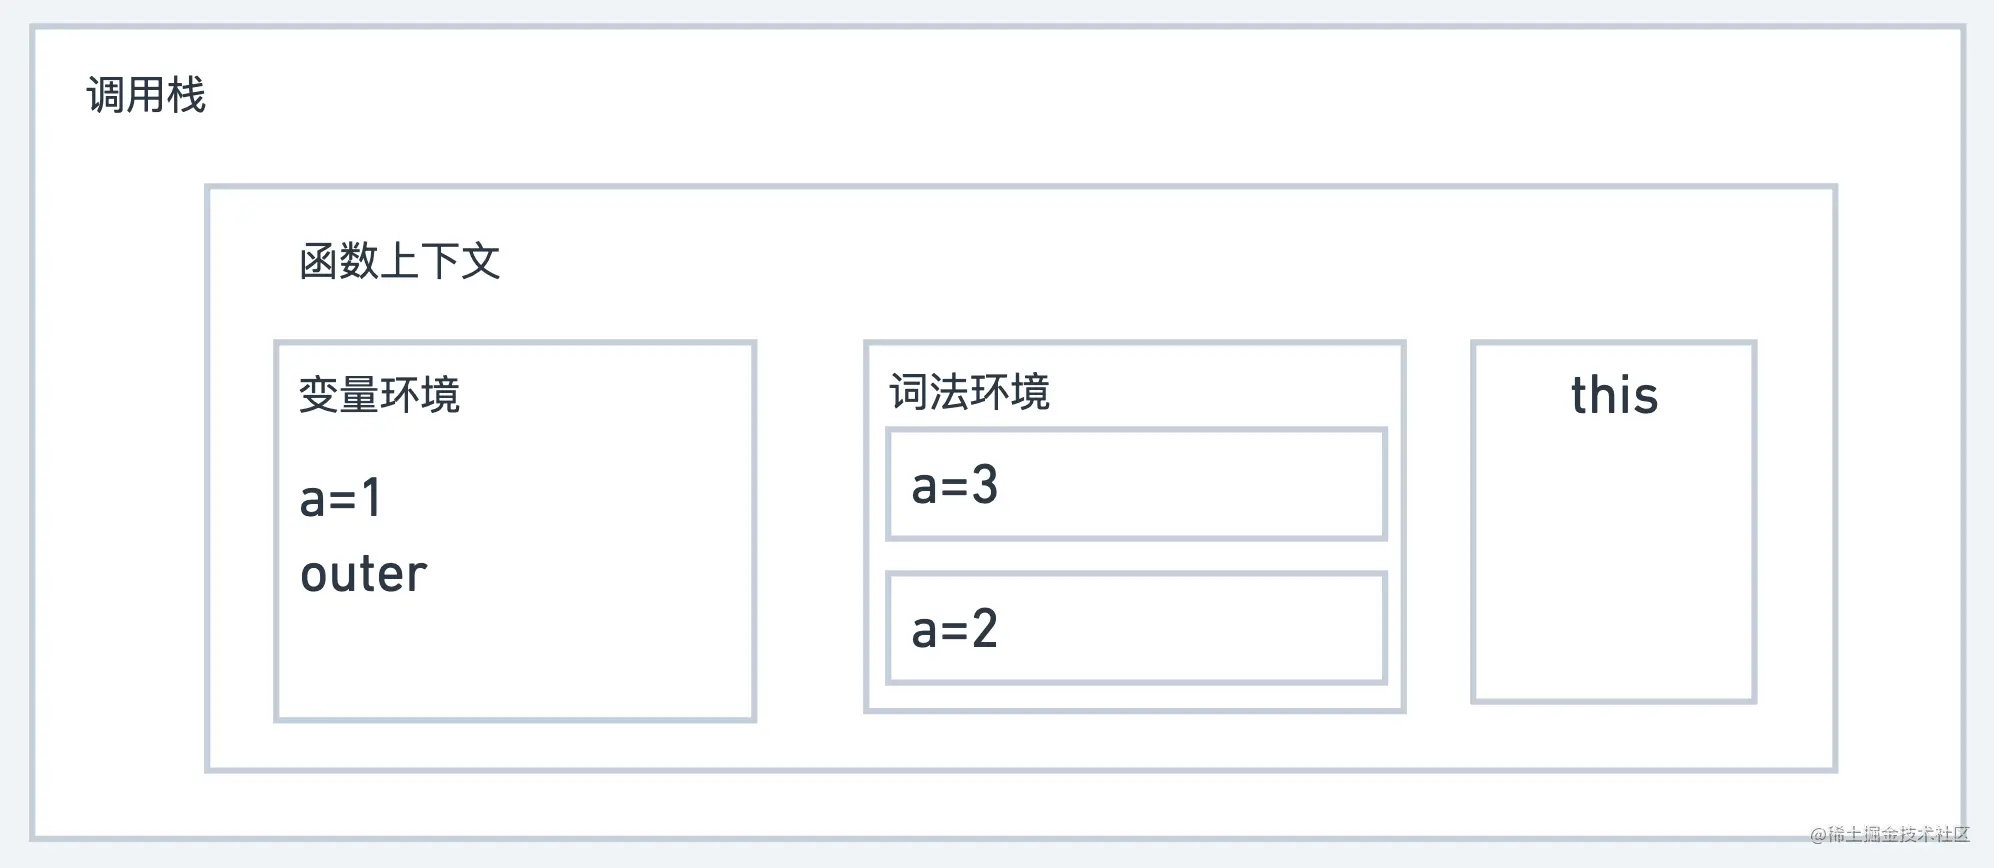 调用栈
函数上下文
变量环境
a=1
outer
词法环境
a=3
a=2
this
@稀土掘金技术社区